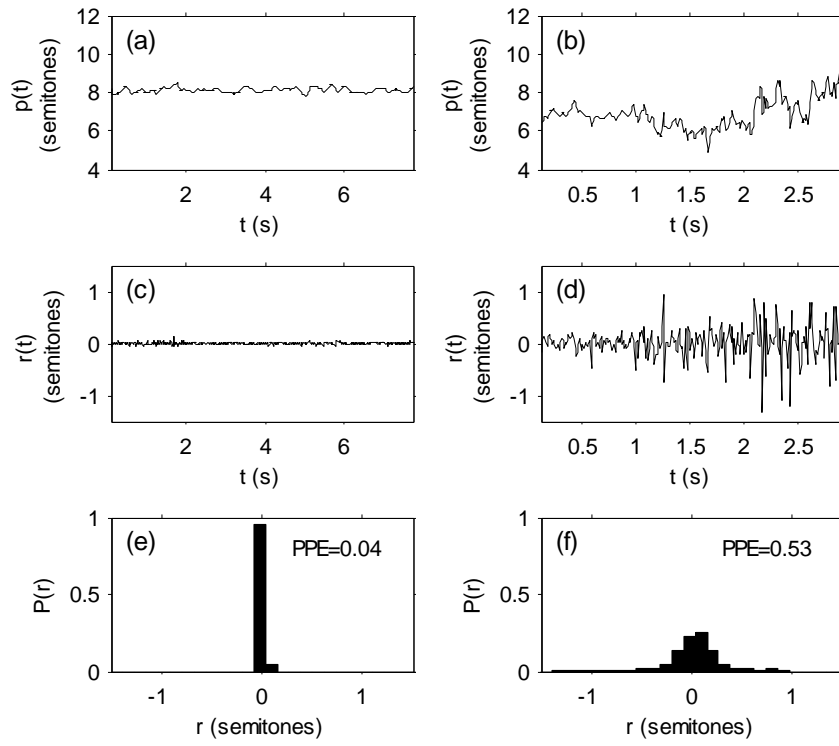 (a)
12
10
8
6
4
p(t)
(semitones)
2 4 6
t (s)
(b)
12
10
8
6
4
p(t)
(semitones)
0.5 1 1.5 2 2.5
t (s)
(c)
1
0
-1
r(t)
(semitones)
2 4 6
t (s)
(d)
1
0
-1
r(t)
(semitones)
0.5 1 1.5 2 2.5
t (s)
(e)
PPE=0.04
1
0.5
0
P(r)
-1 0 1
r (semitones)
(f)
PPE=0.53
1
0.5
0
P(r)
-1 0 1
r (semitones)